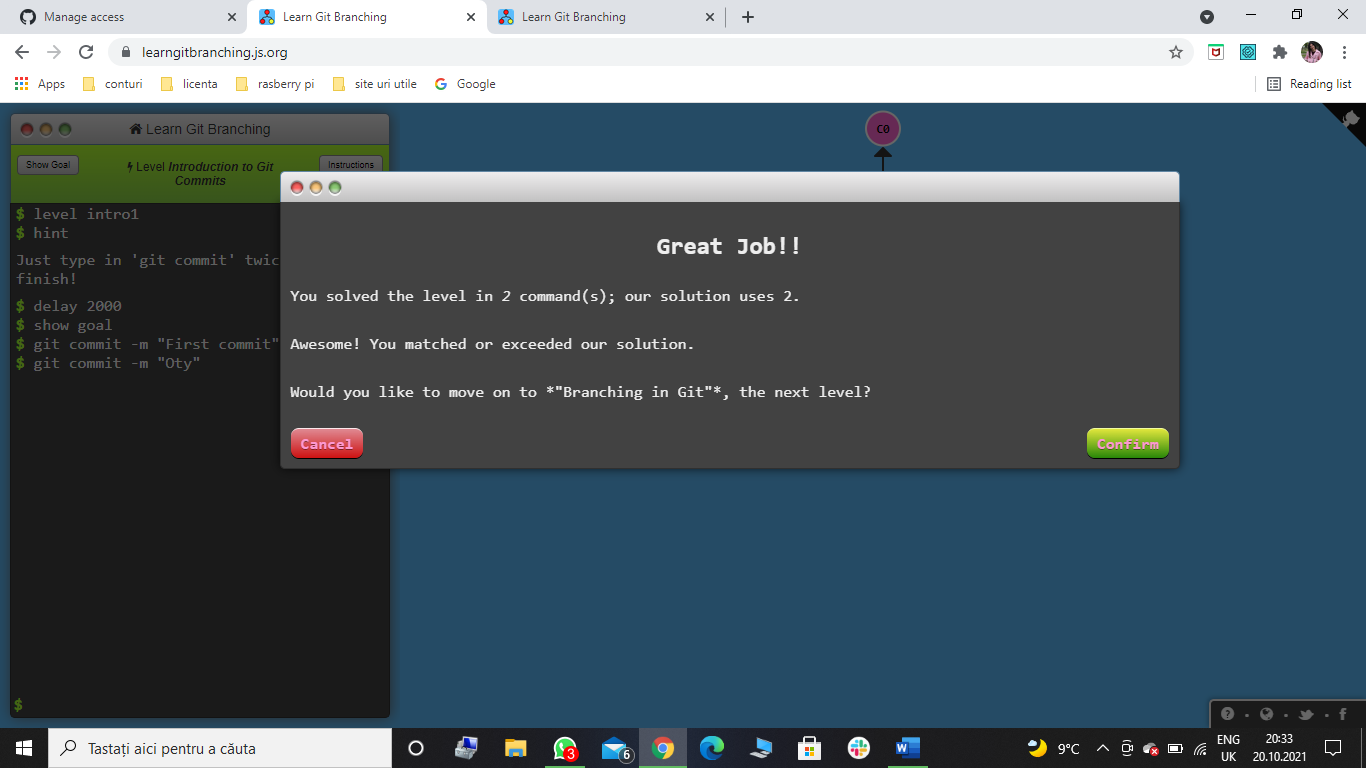 Manage access
Learn Git Branching
Learn Git Branching
learngitbranching.js.org
Apps
conturi
licenta
rasberry pi
site uri utile
Google
Reading list
Learn Git Branching
Show Goal
Level Introduction to Git
Commits
Instructions
$ level intro1
$ hint
Just type in 'git commit' twic
finish!
$ delay 2000
$ show goal
$ git commit -m "First commit"
$ git commit -m "Oty"
$
C0
Great Job!!
You solved the level in 2 command(s); our solution uses 2.
Awesome! You matched or exceeded our solution.
Would you like to move on to *"Branching in Git"*, the next level?
Cancel
Confirm
Tastați aici pentru a căuta
3
6
9°C
ENG
UK
20:33
20.10.2021